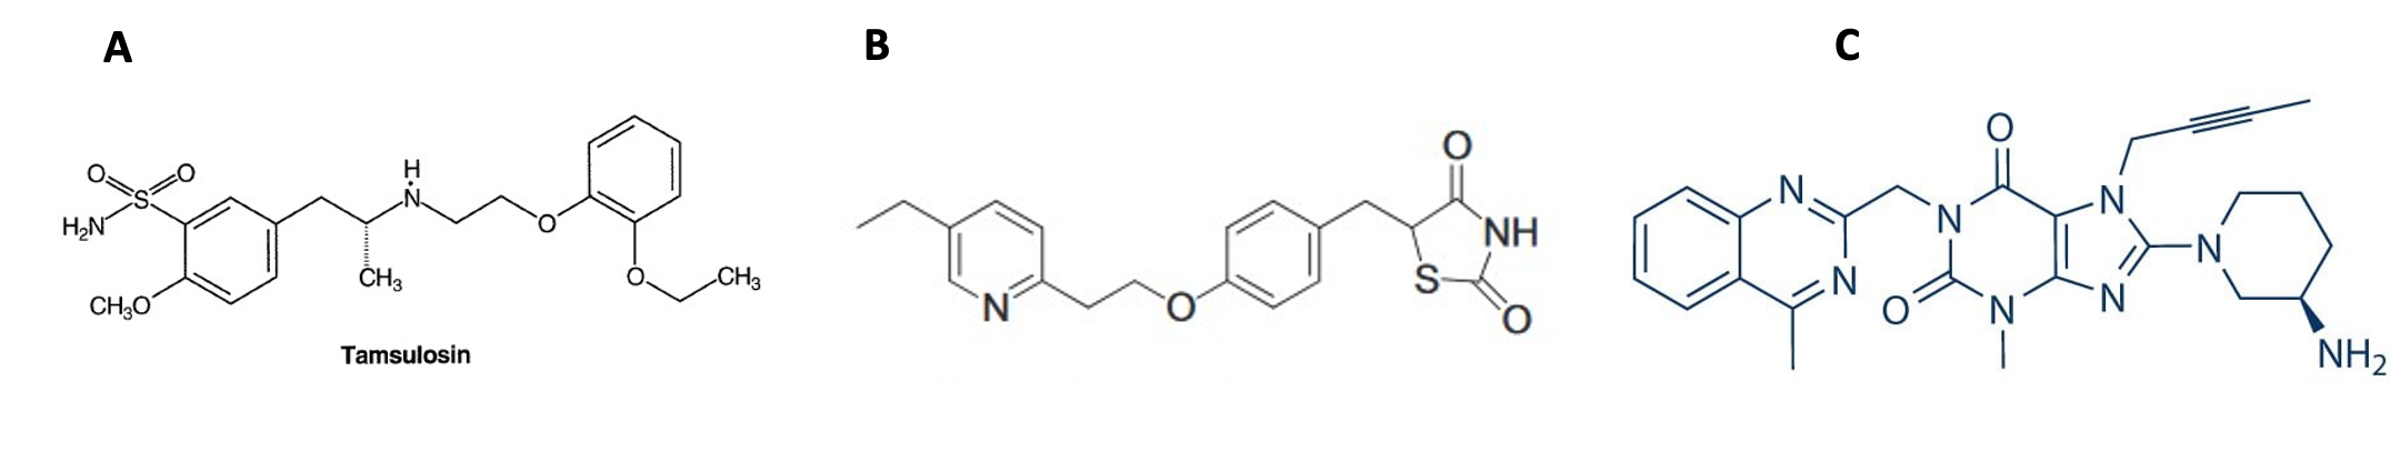 A
B
C
O
O
S
H₂N
CH₃O
H
N
CH₃
O
O
CH₃
Tamsulosin
N
O
O
NH
S
O
N
N
O
N
O
N
N
N
N
NH₂